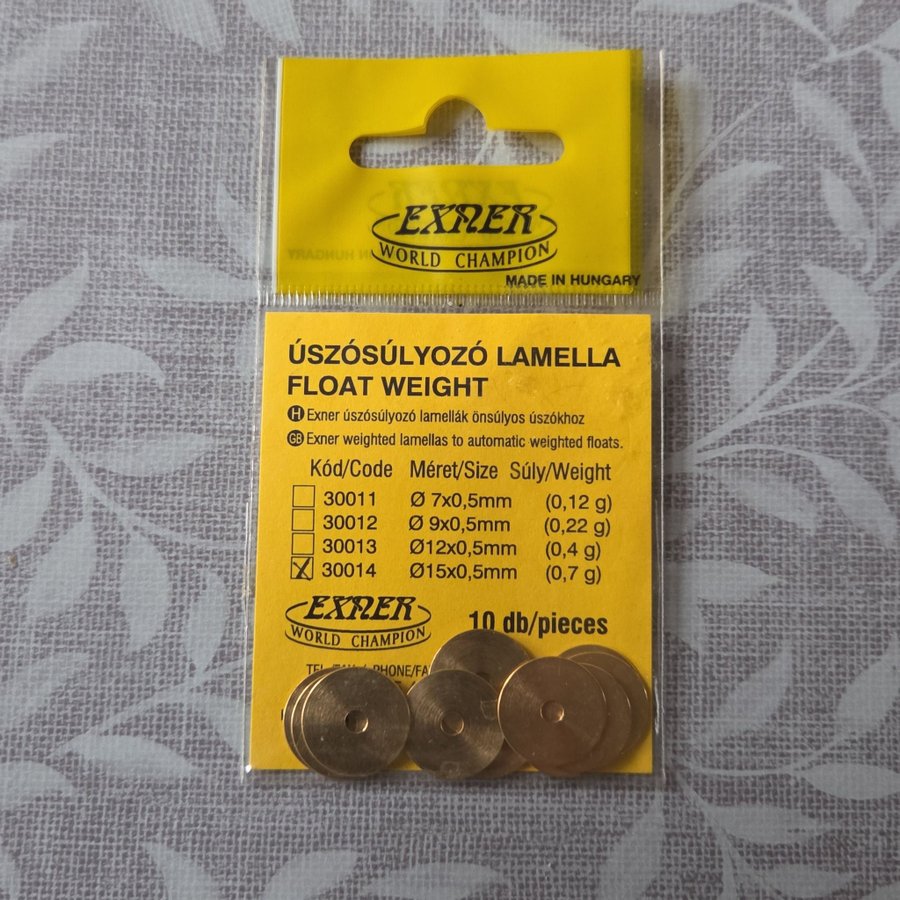 EXNER
WORLD CHAMPION
MADE IN HUNGARY
ÚSZÓSÚLYOZÓ LAMELLA
FLOAT WEIGHT
H Exner úszósúlyozó lamellák önsúlyos úszókhoz
GB Exner weighted lamellas to automatic weighted floats.
Kód/Code Méret/Size Súly/Weight
30011 Ø 7x0,5mm (0,12 g)
30012 Ø 9x0,5mm (0,22 g)
30013 Ø12x0,5mm (0,4 g)
30014 Ø15x0,5mm (0,7 g)
EXNER
WORLD CHAMPION
10 db/pieces